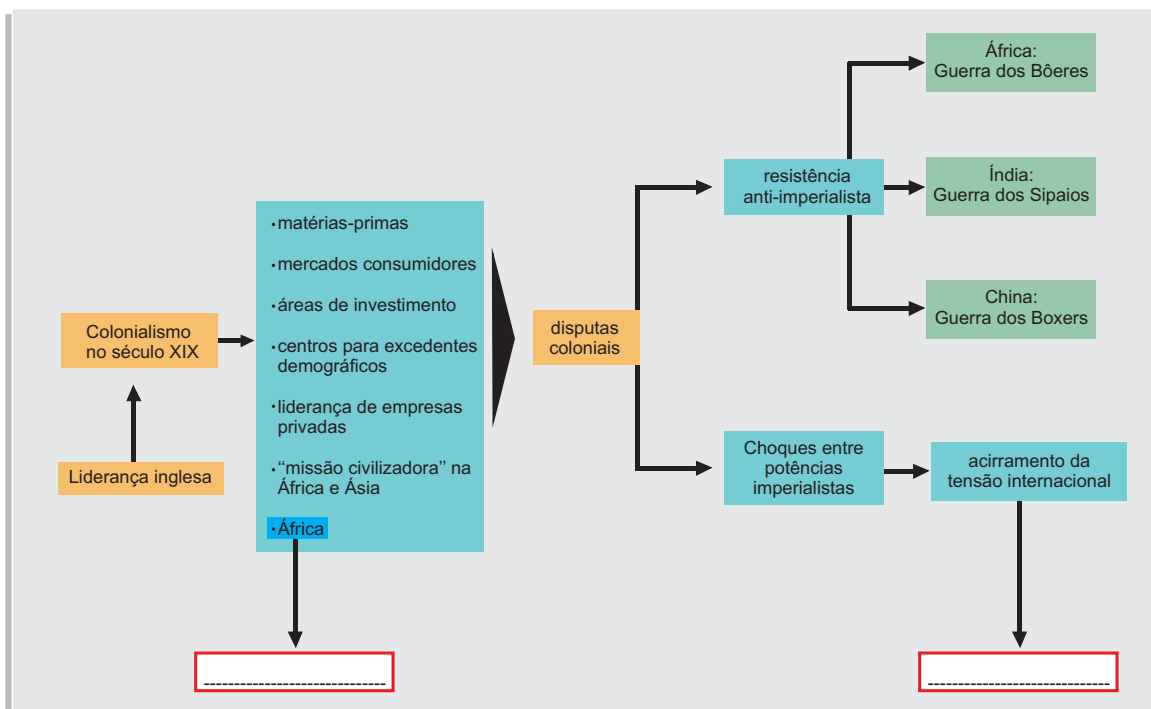 Liderança inglesa
Colonialismo
no século XIX
·matérias-primas
·mercados consumidores
·áreas de investimento
·centros para excedentes
demográficos
·liderança de empresas
privadas
·“missão civilizadora” na
África e Ásia
·África
------------------------------
disputas
coloniais
resistência
anti-imperialista
África:
Guerra dos Bôeres
Índia:
Guerra dos Sipaios
China:
Guerra dos Boxers
Choques entre
potências
imperialistas
acirramento da
tensão internacional
------------------------------